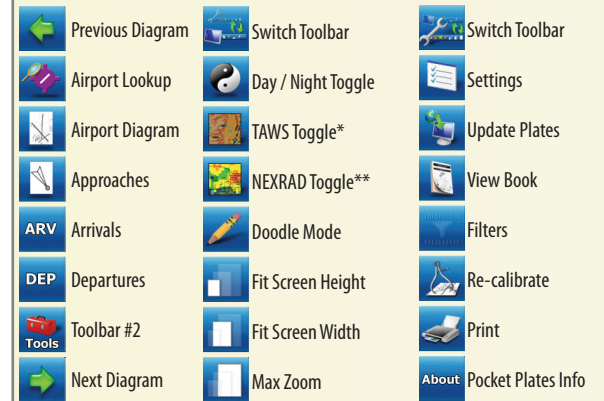 Previous Diagram
Airport Lookup
Airport Diagram
Approaches
ARV Arrivals
DEP Departures
Tools Toolbar #2
Next Diagram
Switch Toolbar
Day / Night Toggle
TAWS Toggle*
NEXRAD Toggle**
Doodle Mode
Fit Screen Height
Fit Screen Width
Max Zoom
Switch Toolbar
Settings
Update Plates
View Book
Filters
Re-calibrate
Print
About Pocket Plates Info